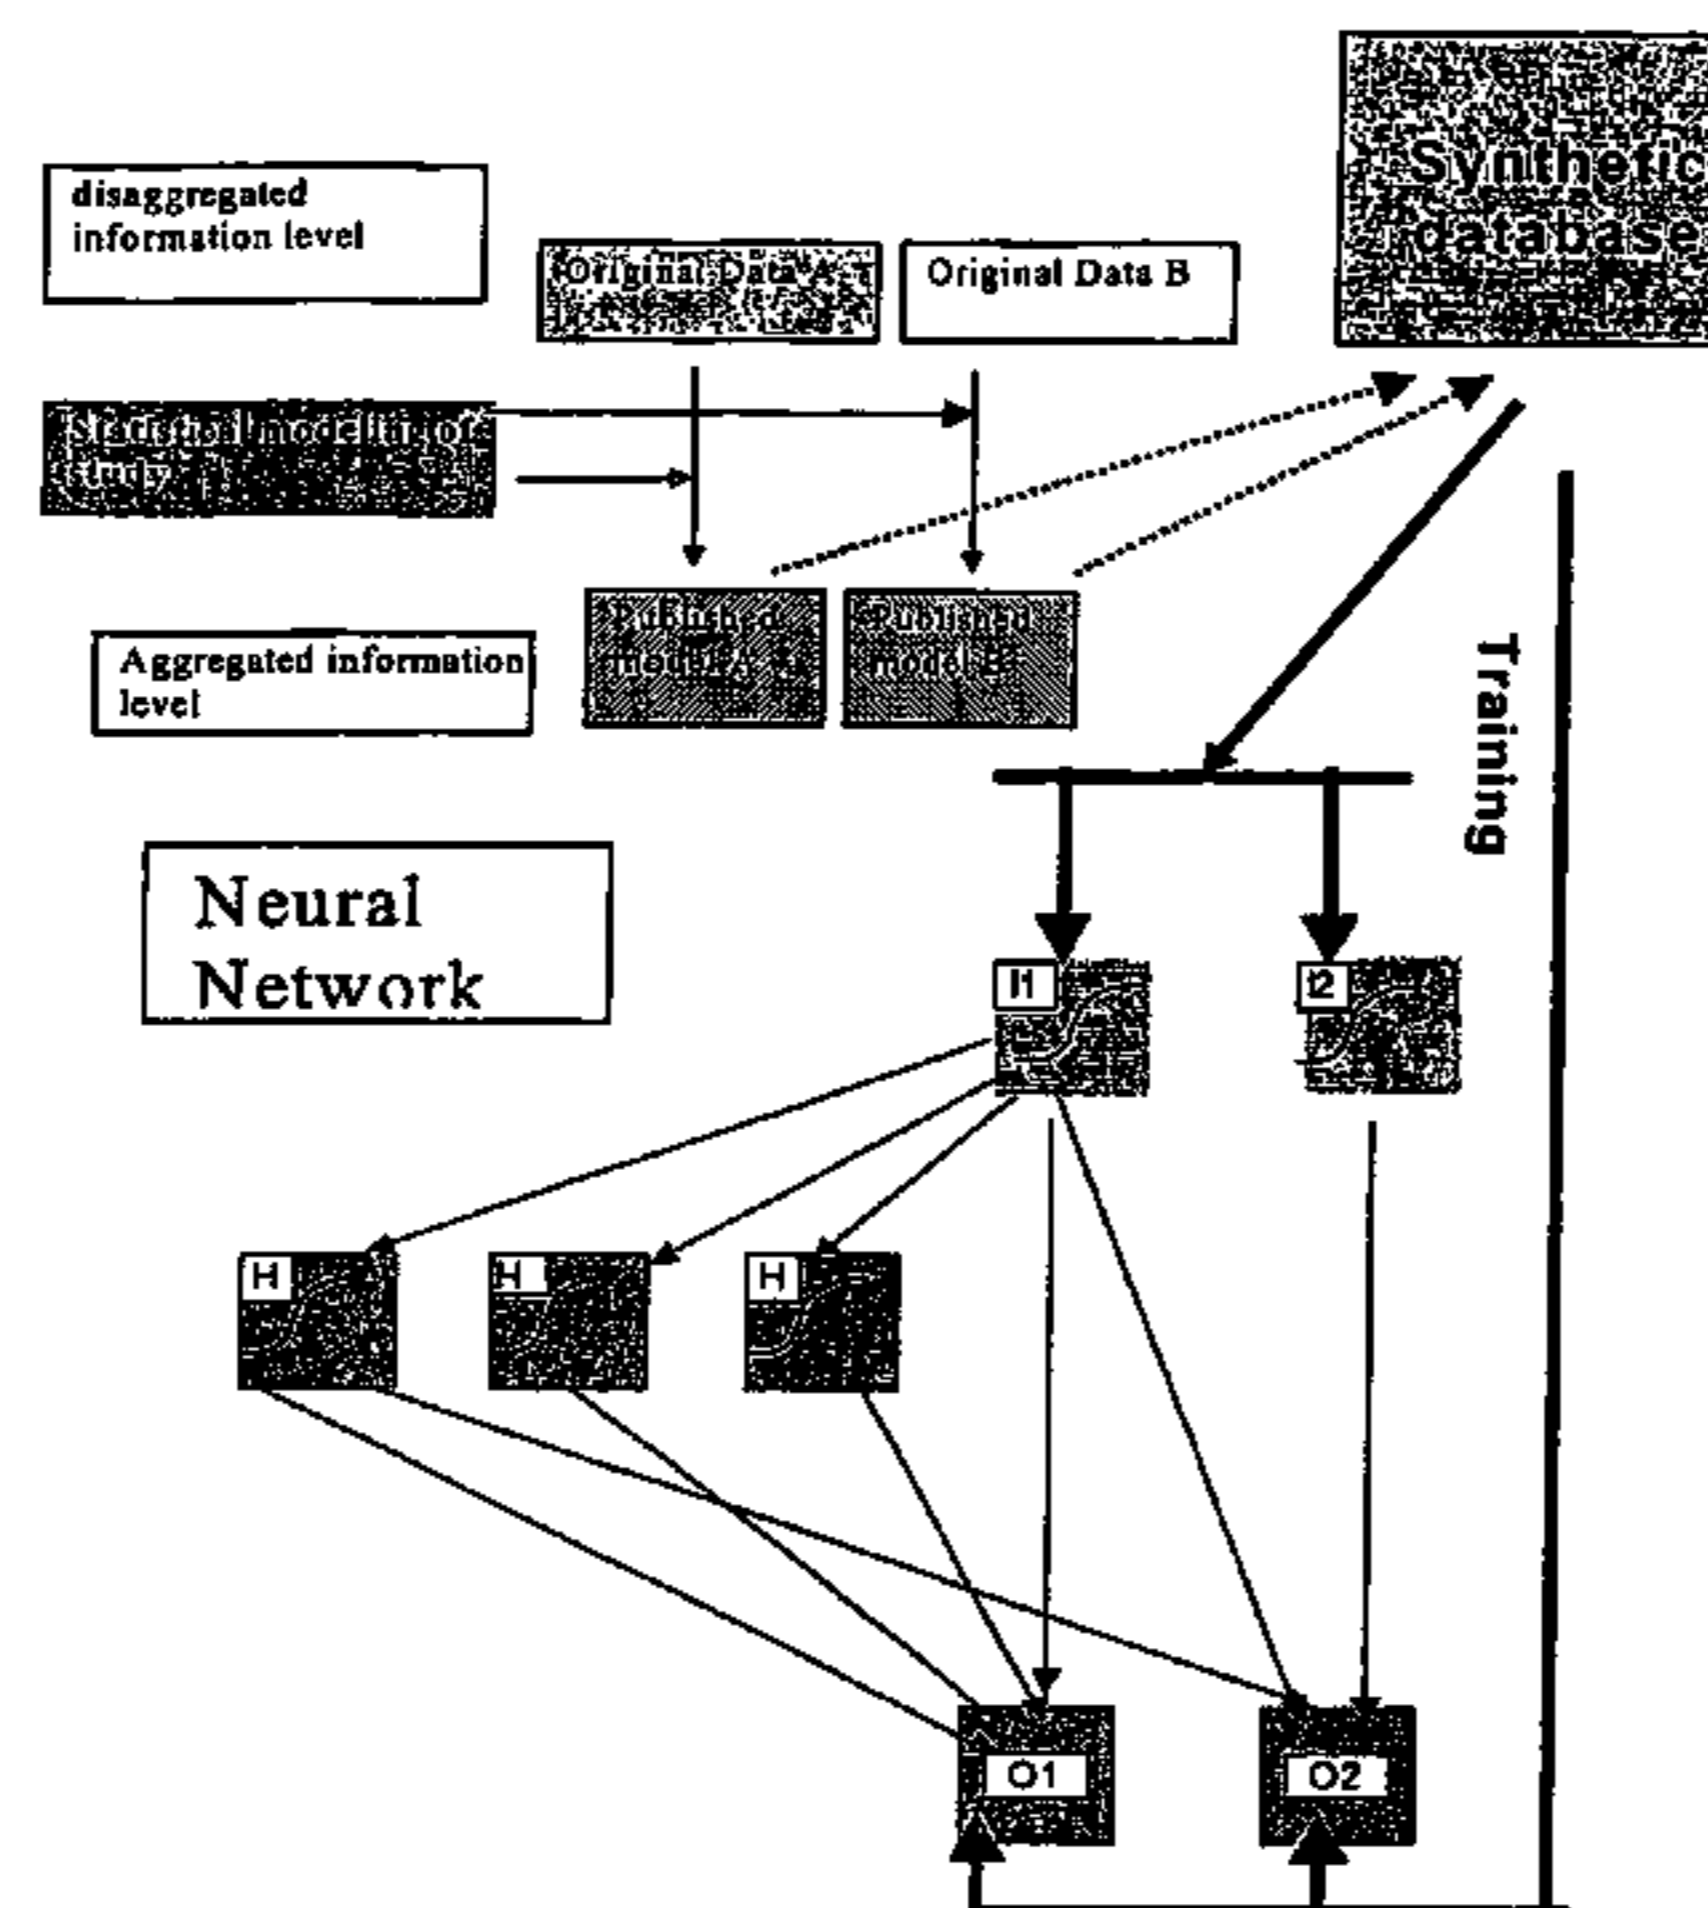 Synthetic
database
disaggregated
information level
Original Data A
Original Data B
Statistical modeling of
study
Published
model A
Published
model B
Aggregated information
level
Training
Neural
Network
I1
I2
H
H
H
O1
O2